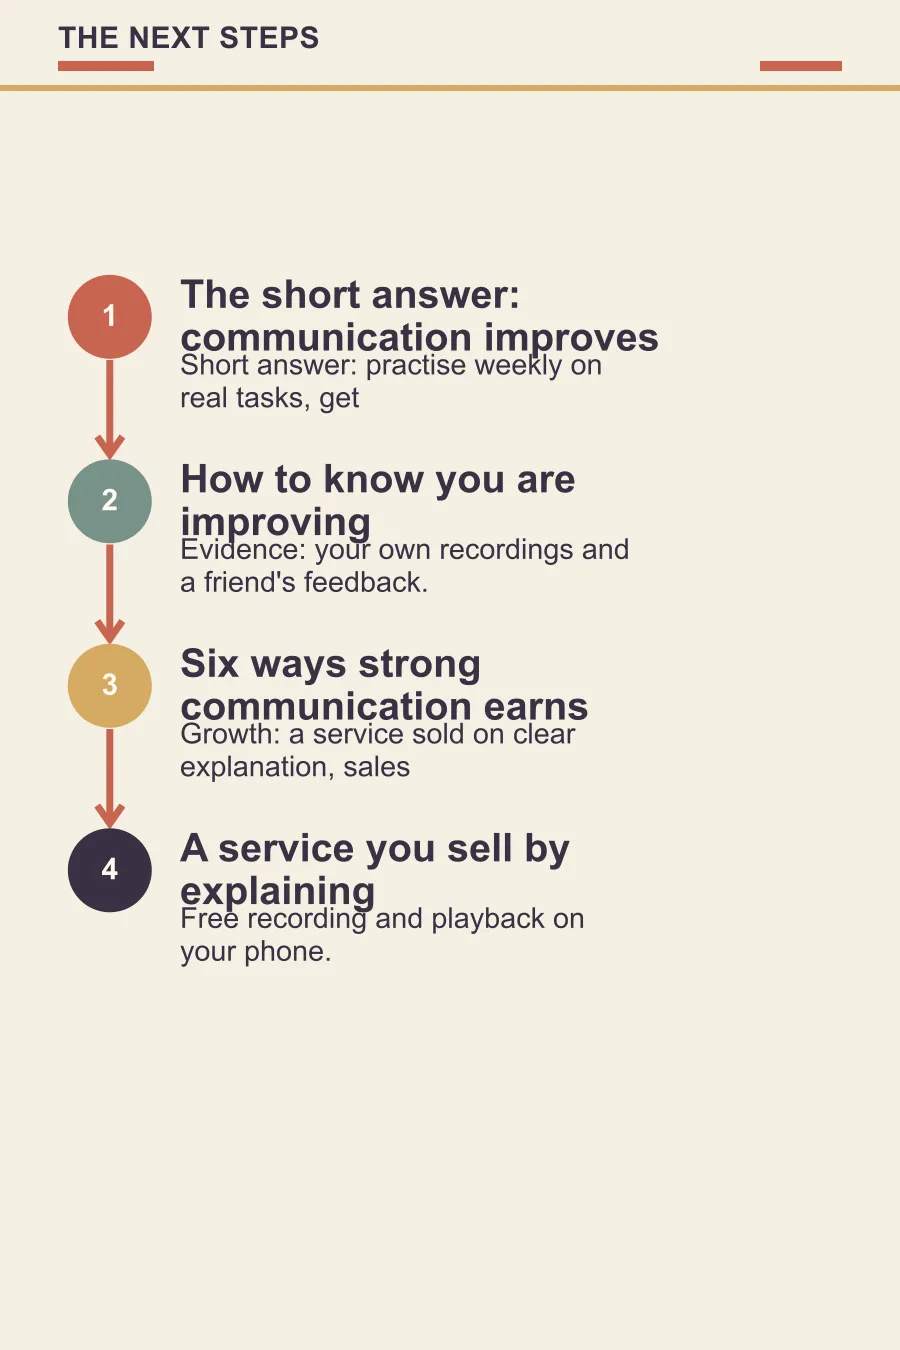 THE NEXT STEPS
1
The short answer:
communication improves
Short answer: practise weekly on
real tasks, get
2
How to know you are
improving
Evidence: your own recordings and
a friend's feedback.
3
Six ways strong
communication earns
Growth: a service sold on clear
explanation, sales
4
A service you sell by
explaining
Free recording and playback on
your phone.